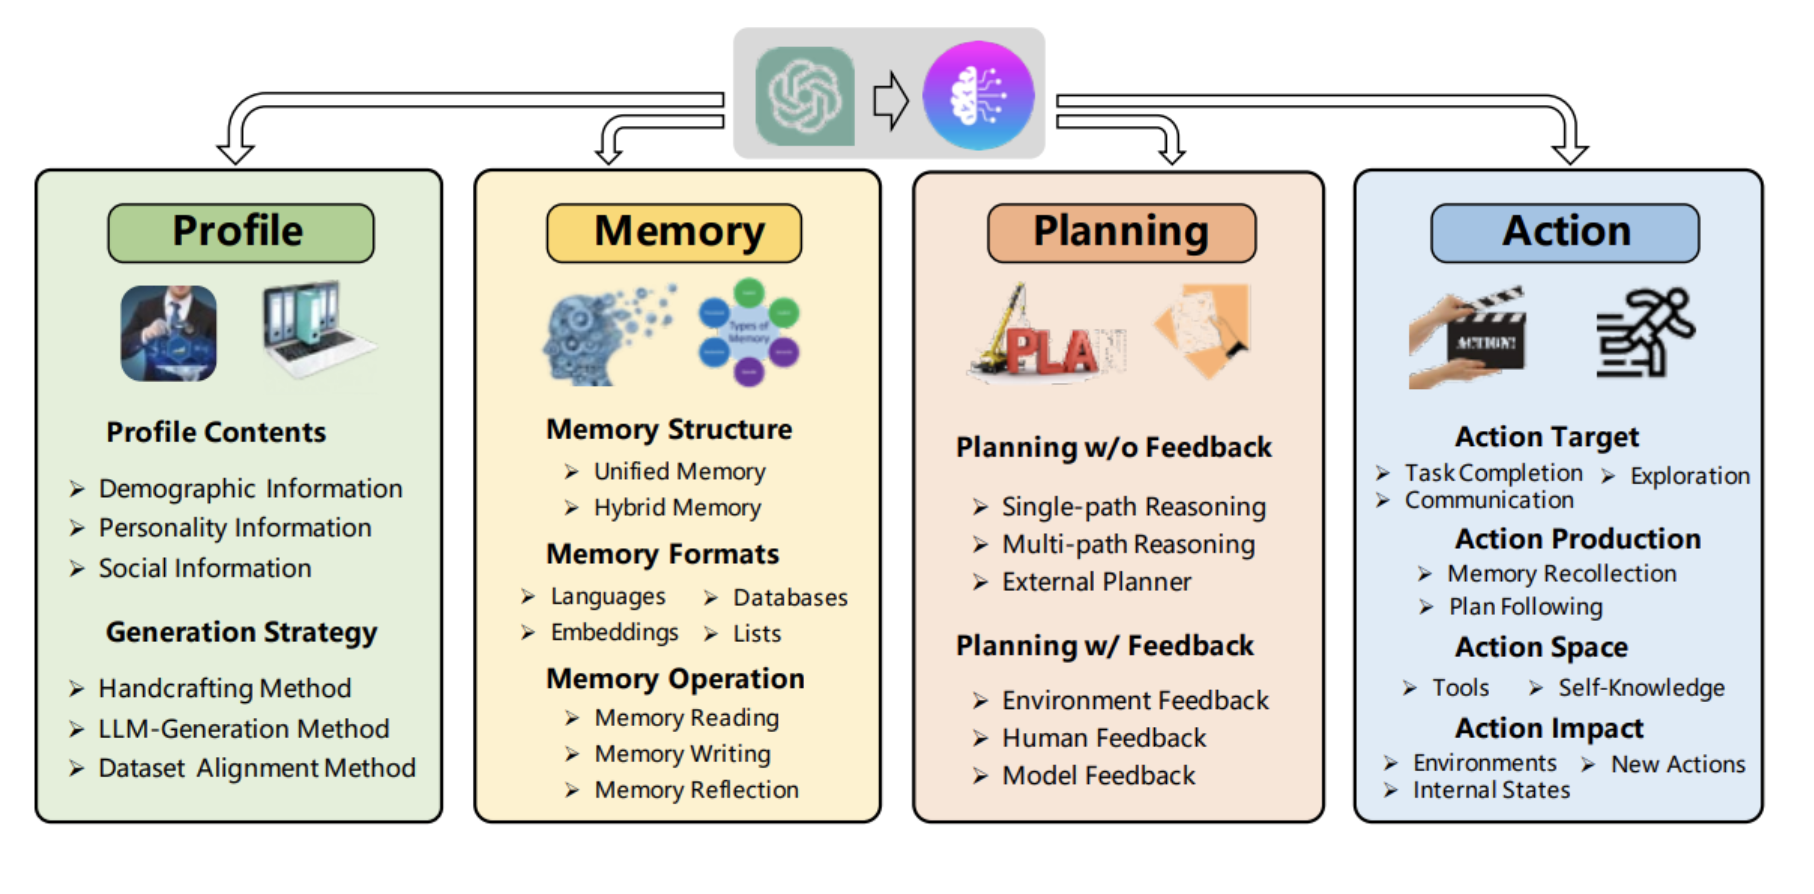 Profile
Profile Contents
Demographic Information
Personality Information
Social Information
Generation Strategy
Handcrafting Method
LLM-Generation Method
Dataset Alignment Method
Memory
Types of
Memory
Memory Structure
Unified Memory
Hybrid Memory
Memory Formats
Languages
Databases
Embeddings
Lists
Memory Operation
Memory Reading
Memory Writing
Memory Reflection
Planning
PLAN
Planning w/o Feedback
Single-path Reasoning
Multi-path Reasoning
External Planner
Planning w/ Feedback
Environment Feedback
Human Feedback
Model Feedback
Action
ACTION!
Action Target
Task Completion
Exploration
Communication
Action Production
Memory Recollection
Plan Following
Action Space
Tools
Self-Knowledge
Action Impact
Environments
New Actions
Internal States